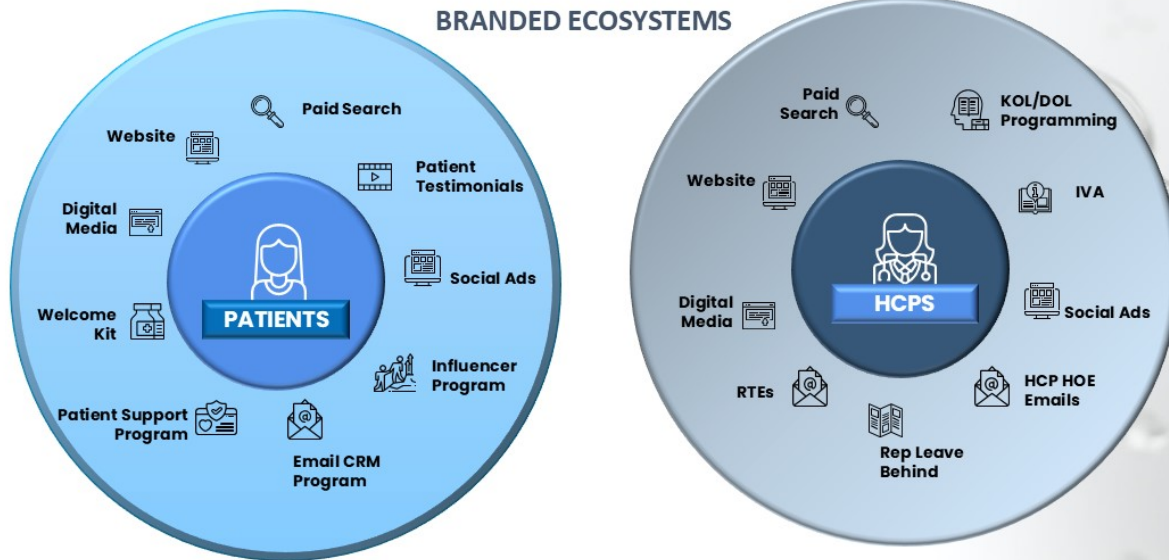 BRANDED ECOSYSTEMS
Paid Search
Website
Patient
Testimonials
Digital
Media
Social Ads
Welcome
Kit
Influencer
Program
Patient Support
Program
Email CRM
Program
PATIENTS
Paid
Search
KOL/DOL
Programming
Website
IVA
Digital
Media
Social Ads
RTEs
HCP HOE
Emails
Rep Leave
Behind
HCPS